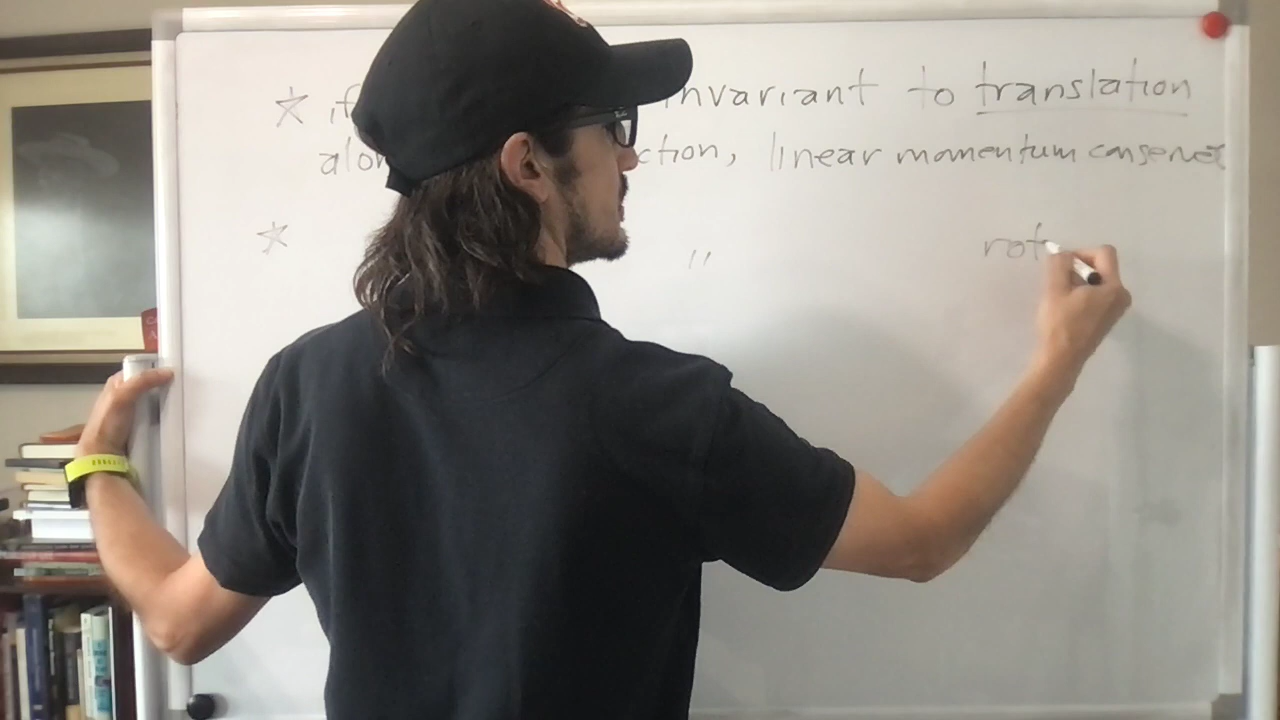 ☆ if invariant to translation
along ction, linear momentum conserved
☆ " rot